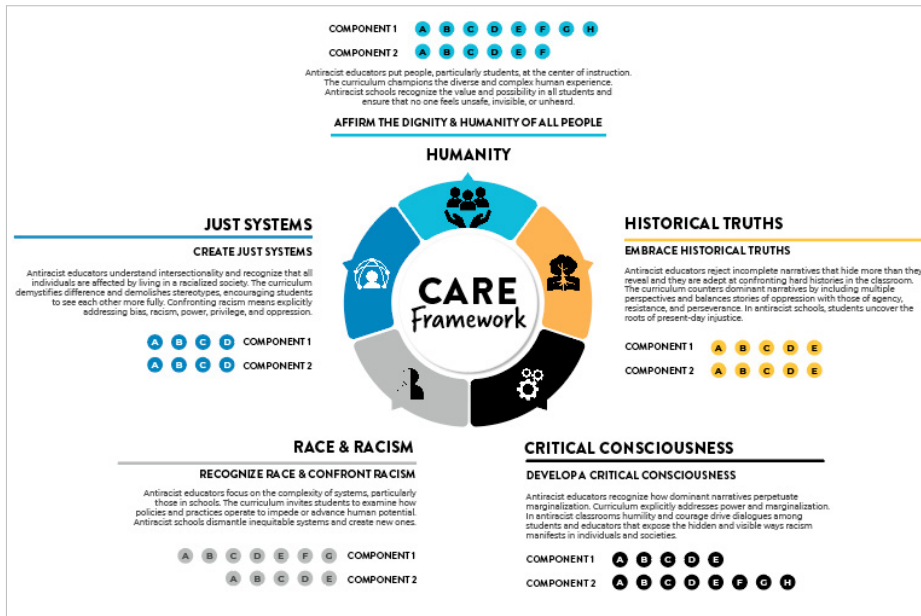 COMPONENT 1 A B C D E F G H
COMPONENT 2 A B C D E F
Antiracist educators put people, particularly students, at the center of instruction.
The curriculum champions the diverse and complex human experience.
Antiracist schools recognize the value and possibility in all students and
ensure that no one feels unsafe, invisible, or unheard.
AFFIRM THE DIGNITY & HUMANITY OF ALL PEOPLE
HUMANITY
JUST SYSTEMS
CREATE JUST SYSTEMS
Antiracist educators understand intersectionality and recognize that all
individuals are affected by living in a racialized society. The curriculum
demystifies difference and demolishes stereotypes, encouraging students
to see each other more fully. Confronting racism means explicitly
addressing bias, racism, power, privilege, and oppression.
A B C D COMPONENT 1
A B C D COMPONENT 2
CARE
Framework
HISTORICAL TRUTHS
EMBRACE HISTORICAL TRUTHS
Antiracist educators reject incomplete narratives that hide more than they
reveal and they are adept at confronting hard histories in the classroom.
The curriculum counters dominant narratives by including multiple
perspectives and balances stories of oppression with those of agency,
resistance, and perseverance. In antiracist schools, students uncover the
roots of present-day injustice.
COMPONENT 1 A B C D E
COMPONENT 2 A B C D E
RACE & RACISM
RECOGNIZE RACE & CONFRONT RACISM
Antiracist educators focus on the complexity of systems, particularly
those in schools. The curriculum invites students to examine how
policies and practices operate to impede or advance human potential.
Antiracist schools dismantle inequitable systems and create new ones.
A B C D E F G COMPONENT 1
A B C D E COMPONENT 2
CRITICAL CONSCIOUSNESS
DEVELOP A CRITICAL CONSCIOUSNESS
Antiracist educators recognize how dominant narratives perpetuate
marginalization. Curriculum explicitly addresses power and marginalization.
In antiracist classrooms humility and courage drive dialogues among
students and educators that expose the hidden and visible ways racism
manifests in individuals and societies.
COMPONENT 1 A B C D E
COMPONENT 2 A B C D E F G H